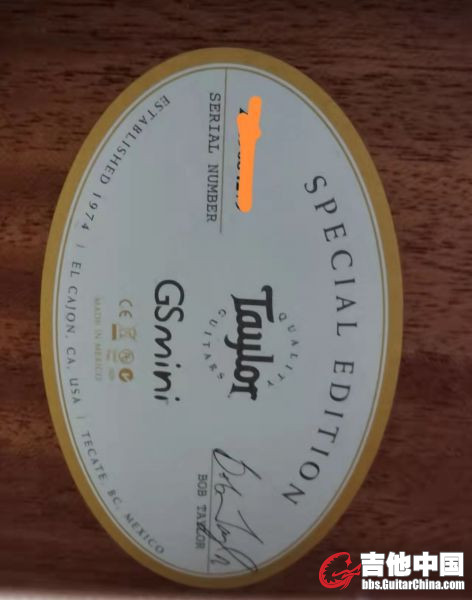 SPECIAL EDITION
QUALITY
Taylor
GUITARS
SERIAL NUMBER
BOB TAYLOR
GSmini
CE
MADE IN MEXICO
ESTABLISHED 1974 | EL CAJON, CA, USA | TECATE, BC, MEXICO
吉他中国
bbs.GuitarChina.com